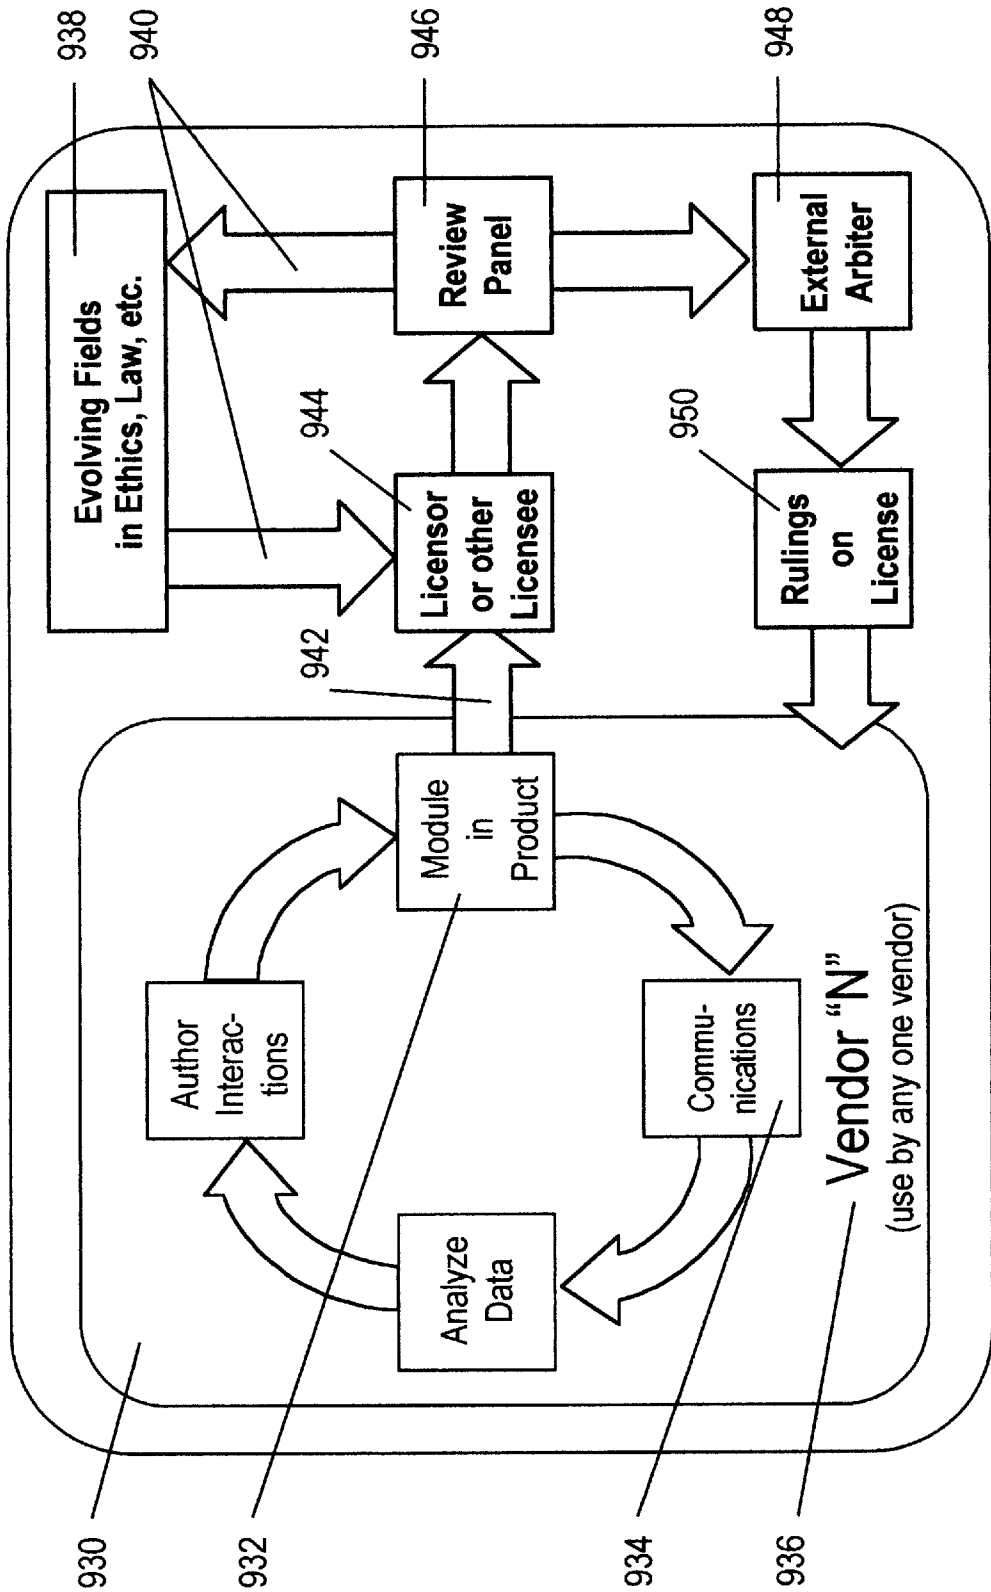 938
940
946
948
Evolving Fields
in Ethics, Law, etc.
Review
Panel
External
Arbiter
944
950
Licensor
or other
Licensee
Rulings
on
License
942
Module
in
Product
Author
Interac-
tions
Commu-
nications
Analyze
Data
Vendor “N”
(use by any one vendor)
930
932
934
936